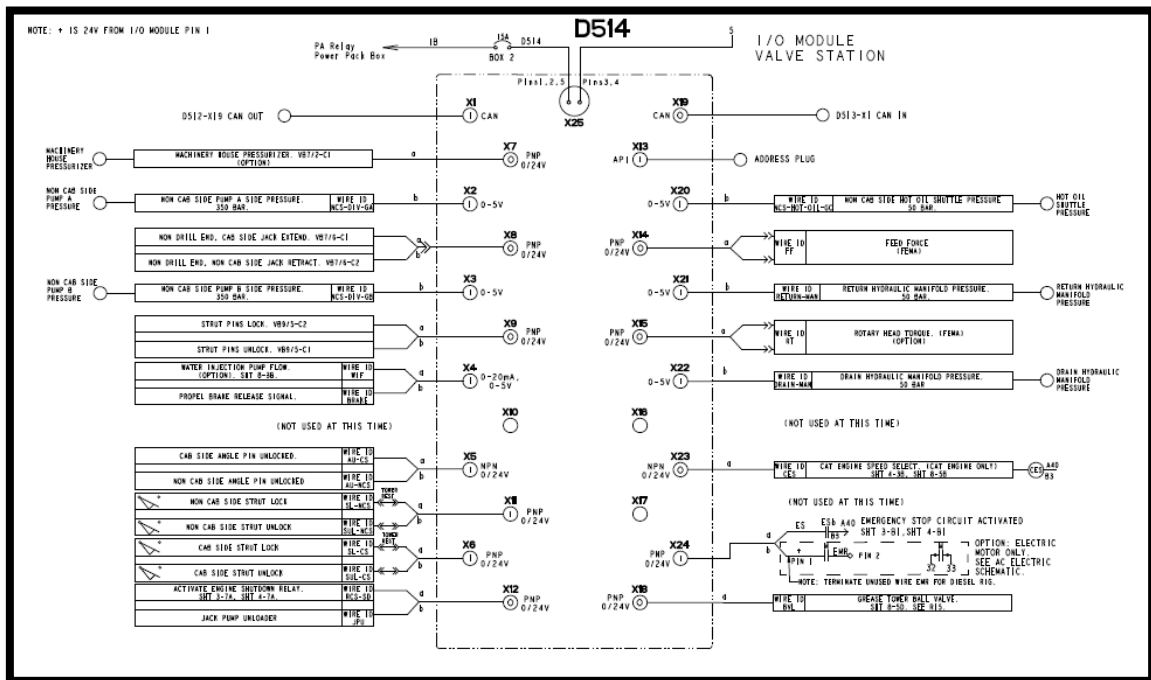 NOTE: + IS 24V FROM I/O MODULE PIN 1
D514
PA Relay
Power Pack Box
18
15A
D514
BOX 2
5
I/O MODULE
VALVE STATION
Pins1,2,5
Pins3,4
X25
D512-X19 CAN OUT
X1
CAN
X19
CAN
D513-X1 CAN IN
MACHINERY
HOUSE
PRESSURIZER
MACHINERY HOUSE PRESSURIZER. VB7/2-C1
(OPTION)
a
X7
PNP
0/24V
X13
API
ADDRESS PLUG
NON CAB SIDE
PUMP A
PRESSURE
NON CAB SIDE PUMP A SIDE PRESSURE.
350 BAR.
WIRE ID
NCS-DIV-GA
b
X2
0-5V
X20
0-5V
b
WIRE ID
NCS-HOT-OIL-GC
NON CAB SIDE HOT OIL SHUTTLE PRESSURE
50 BAR.
HOT OIL
SHUTTLE
PRESSURE
NON DRILL END, CAB SIDE JACK EXTEND. VB7/6-C1
NON DRILL END, NON CAB SIDE JACK RETRACT. VB7/6-C2
a
b
X8
PNP
0/24V
X14
PNP
0/24V
a
WIRE ID
FF
FEED FORCE
(FEMA)
NON CAB SIDE
PUMP B
PRESSURE
NON CAB SIDE PUMP B SIDE PRESSURE.
350 BAR.
WIRE ID
NCS-DIV-GB
b
X3
0-5V
X21
0-5V
b
WIRE ID
RETURN-MAN
RETURN HYDRAULIC MANIFOLD PRESSURE
50 BAR.
RETURN HYDRAULIC
MANIFOLD
PRESSURE
STRUT PINS LOCK. VB9/5-C2
STRUT PINS UNLOCK. VB9/5-C1
a
b
X9
PNP
0/24V
X15
PNP
0/24V
a
WIRE ID
RT
ROTARY HEAD TORQUE. (FEMA)
(OPTION)
WATER INJECTION PUMP FLOW.
(OPTION). SHT 8-3B.
WIRE ID
WIF
PROPEL BRAKE RELEASE SIGNAL.
WIRE ID
BRAKE
a
b
X4
0-20mA,
0-5V
X22
0-5V
b
WIRE ID
DRAIN-MAN
DRAIN HYDRAULIC MANIFOLD PRESSURE.
50 BAR
DRAIN HYDRAULIC
MANIFOLD
PRESSURE
(NOT USED AT THIS TIME)
X10
X16
(NOT USED AT THIS TIME)
CAB SIDE ANGLE PIN UNLOCKED.
WIRE ID
AU-CS
NON CAB SIDE ANGLE PIN UNLOCKED
WIRE ID
AU-NCS
a
b
X5
NPN
0/24V
X23
NPN
0/24V
a
WIRE ID
CES
CAT ENGINE SPEED SELECT. (CAT ENGINE ONLY)
SHT 4-3B, SHT 8-5B
CES
A40
B3
+
NON CAB SIDE STRUT LOCK
WIRE ID
SL-NCS
TOWER
REST
+
NON CAB SIDE STRUT UNLOCK
WIRE ID
SUL-NCS
a
b
X11
PNP
0/24V
X17
(NOT USED AT THIS TIME)
+
CAB SIDE STRUT LOCK
WIRE ID
SL-CS
TOWER
REST
+
CAB SIDE STRUT UNLOCK
WIRE ID
SUL-CS
a
b
X6
PNP
0/24V
X24
PNP
0/24V
a
b
ES
ESb A40
B3
EMERGENCY STOP CIRCUIT ACTIVATED
SHT 3-B1,SHT 4-B1
+
PIN 1
EMR
PIN 2
32 33
OPTION: ELECTRIC
MOTOR ONLY.
SEE AC ELECTRIC
SCHEMATIC.
NOTE: TERMINATE UNUSED WIRE EMR FOR DIESEL RIG.
ACTIVATE ENGINE SHUTDOWN RELAY.
SHT 3-7A, SHT 4-7A.
WIRE ID
RCS-SD
JACK PUMP UNLOADER
WIRE ID
JPU
a
b
X12
PNP
0/24V
X18
PNP
0/24V
a
WIRE ID
BVL
GREASE TOWER BALL VALVE.
SHT 8-5D. SEE R15.